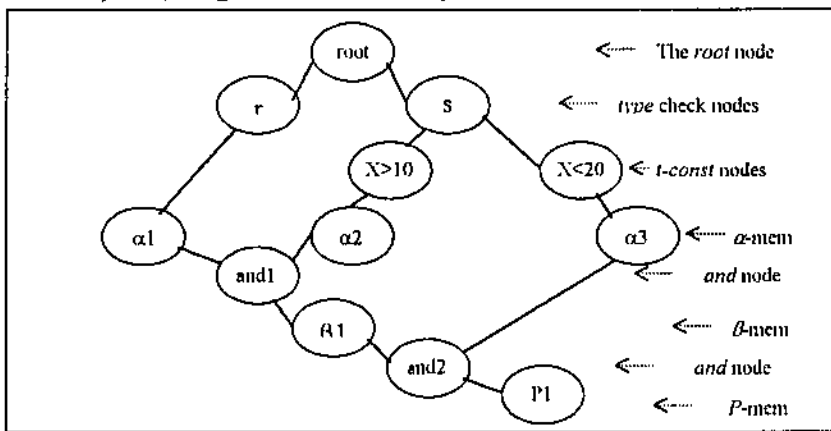 root
The root node
r
S
type check nodes
X>10
X<20
t-const nodes
α1
α2
α3
α-mem
and1
and node
β1
β-mem
and2
and node
P1
P-mem